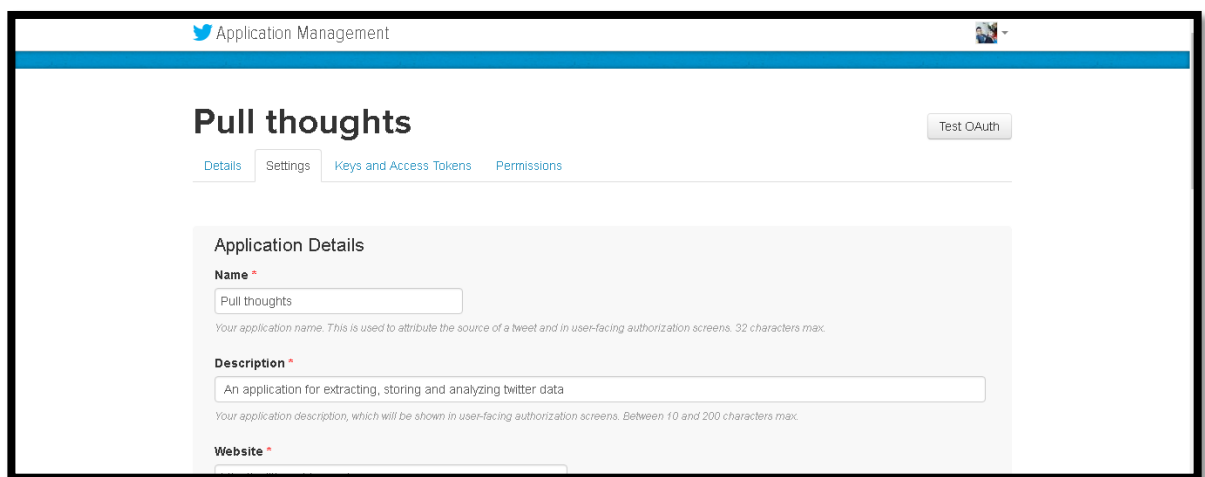 Application Management
Pull thoughts
Test OAuth
Details Settings Keys and Access Tokens Permissions
Application Details
Name *
Pull thoughts
Your application name. This is used to attribute the source of a tweet and in user-facing authorization screens. 32 characters max.
Description *
An application for extracting, storing and analyzing twitter data
Your application description, which will be shown in user-facing authorization screens. Between 10 and 200 characters max.
Website *